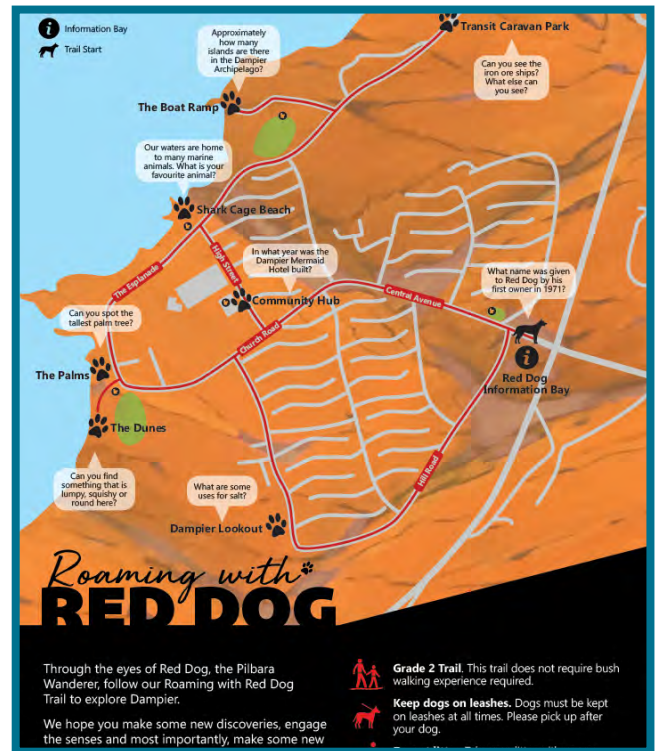 Information Bay
Trail Start
Approximately
how many
islands are there
in the Dampier
Archipelago?
Transit Caravan Park
Can you see the
iron ore ships?
What else can
you see?
The Boat Ramp
Our waters are home
to many marine
animals. What is your
favourite animal?
Shark Cage Beach
The Esplanade
High Street
In what year was the
Dampier Mermaid
Hotel built?
Community Hub
Central Avenue
What name was given
to Red Dog by his
first owner in 1971?
Can you spot the
tallest palm tree?
Church Road
The Palms
Red Dog
Information Bay
The Dunes
Can you find
something that is
lumpy, squishy or
round here?
What are some
uses for salt?
Hill Road
Dampier Lookout
Roaming with
RED DOG
Through the eyes of Red Dog, the Pilbara
Wanderer, follow our Roaming with Red Dog
Trail to explore Dampier.
We hope you make some new discoveries, engage
the senses and most importantly, make some new
Grade 2 Trail. This trail does not require bush
walking experience required.
Keep dogs on leashes. Dogs must be kept
on leashes at all times. Please pick up after
your dog.